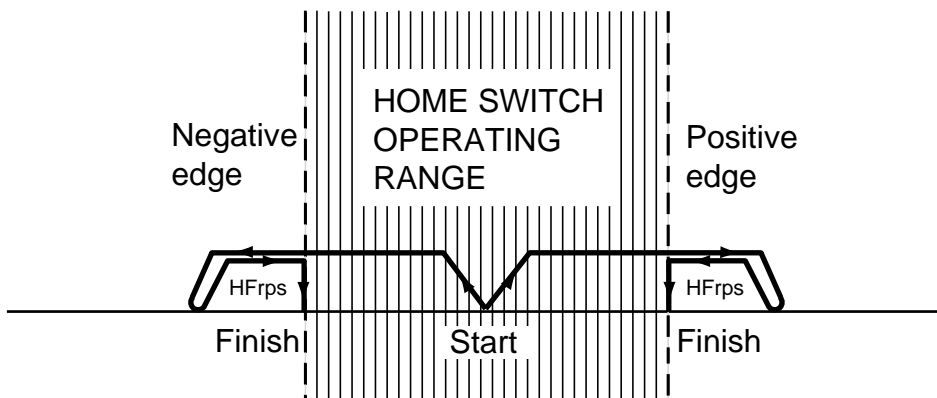 HOME SWITCH
OPERATING
RANGE
Negative
edge
Positive
edge
HFrps
HFrps
Finish
Start
Finish